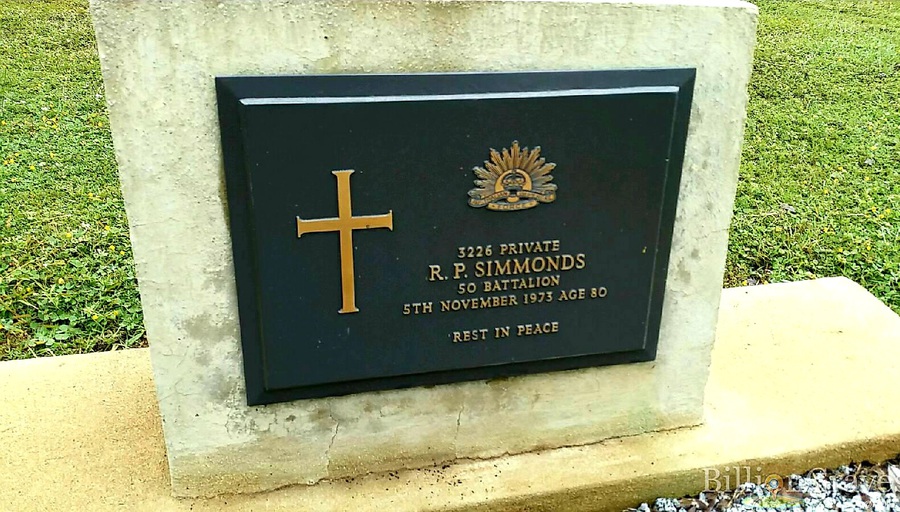 3226 PRIVATE
R. P. SIMMONDS
50 BATTALION
5TH NOVEMBER 1973 AGE 80
REST IN PEACE